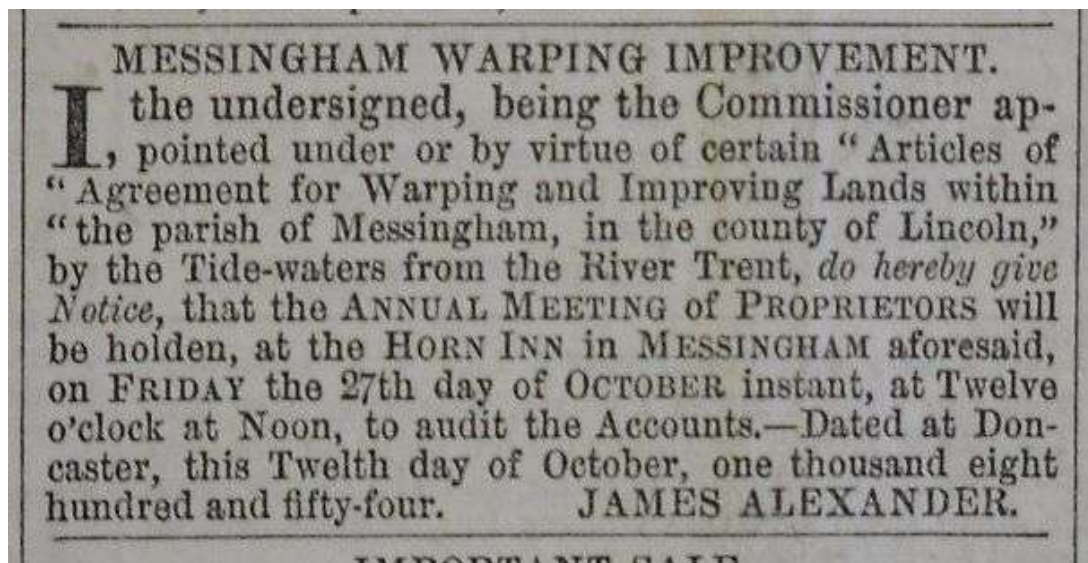 MESSINGHAM WARPING IMPROVEMENT.
I, the undersigned, being the Commissioner ap-
pointed under or by virtue of certain “Articles of
“Agreement for Warping and Improving Lands within
“the parish of Messingham, in the county of Lincoln,”
by the Tide-waters from the River Trent, do hereby give
Notice, that the ANNUAL MEETING of PROPRIETORS will
be holden, at the HORN INN in MESSINGHAM aforesaid,
on FRIDAY the 27th day of OCTOBER instant, at Twelve
o’clock at Noon, to audit the Accounts.—Dated at Don-
caster, this Twelth day of October, one thousand eight
hundred and fifty-four. JAMES ALEXANDER.
IMPORTANT SALE